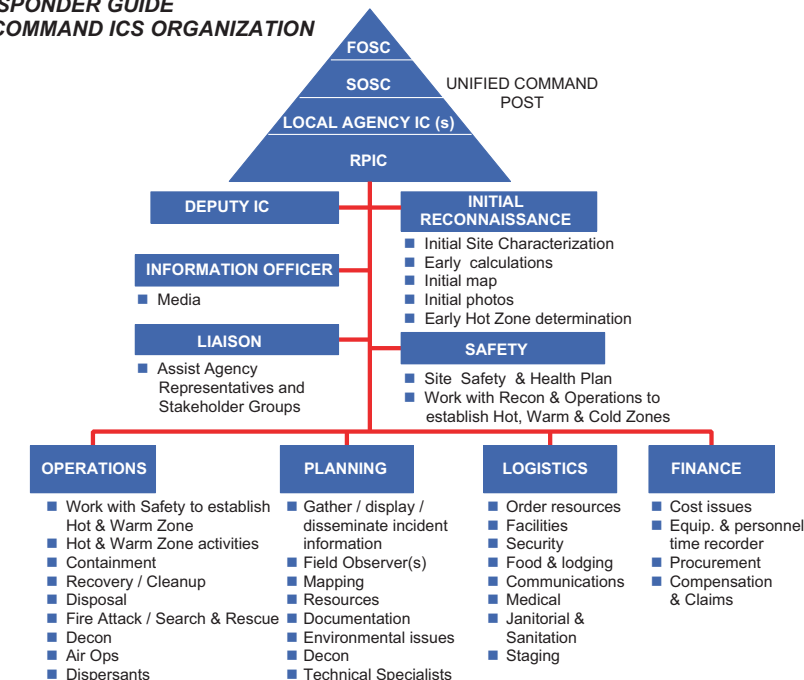 SPONDER GUIDE
COMMAND ICS ORGANIZATION
FOSC
SOSC
LOCAL AGENCY IC (s)
RPIC
UNIFIED COMMAND
POST
DEPUTY IC
INITIAL
RECONNAISSANCE
Initial Site Characterization
Early calculations
Initial map
Initial photos
Early Hot Zone determination
INFORMATION OFFICER
Media
LIAISON
Assist Agency
Representatives and
Stakeholder Groups
SAFETY
Site Safety & Health Plan
Work with Recon & Operations to
establish Hot, Warm & Cold Zones
OPERATIONS
Work with Safety to establish
Hot & Warm Zone
Hot & Warm Zone activities
Containment
Recovery / Cleanup
Disposal
Fire Attack / Search & Rescue
Decon
Air Ops
Dispersants
PLANNING
Gather / display /
disseminate incident
information
Field Observer(s)
Mapping
Resources
Documentation
Environmental issues
Decon
Technical Specialists
LOGISTICS
Order resources
Facilities
Security
Food & lodging
Communications
Medical
Janitorial &
Sanitation
Staging
FINANCE
Cost issues
Equip. & personnel
time recorder
Procurement
Compensation
& Claims